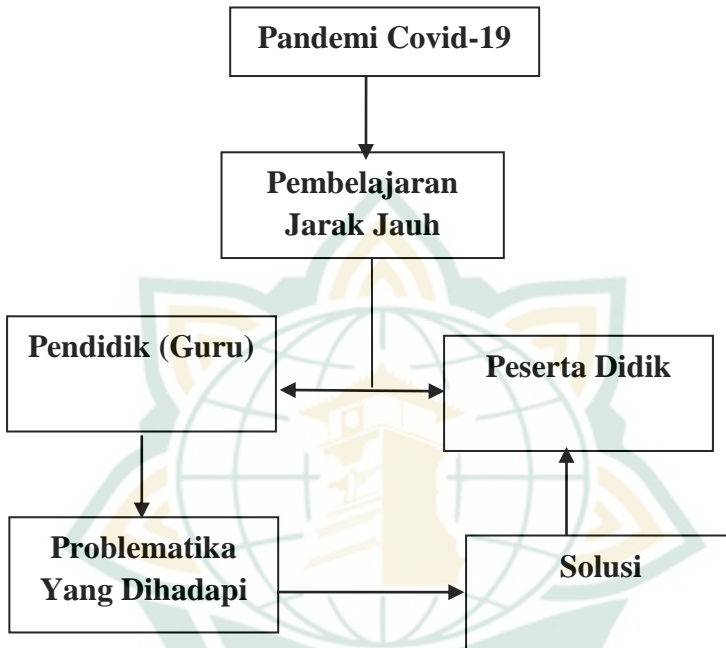 Pandemi Covid-19
Pembelajaran
Jarak Jauh
Pendidik (Guru)
Peserta Didik
Problematika
Yang Dihadapi
Solusi